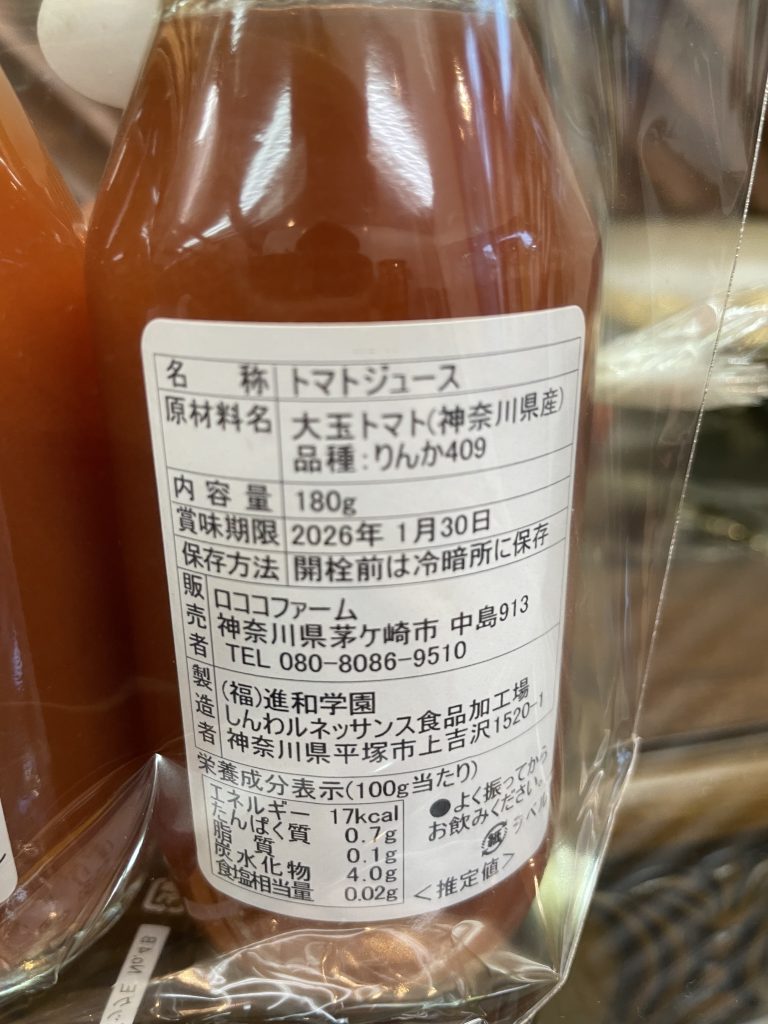 名称 トマトジュース
原材料名 大玉トマト(神奈川県産)
品種:りんか409
内容量 180g
賞味期限 2026年 1月30日
保存方法 開栓前は冷暗所に保存
販売者 ロココファーム
神奈川県茅ケ崎市 中島913
TEL 080-8086-9510
製造者 (福)進和学園
しんわルネッサンス食品加工場
神奈川県平塚市上吉沢1520-1
栄養成分表示(100g当たり)
エネルギー 17kcal
たんぱく質 0.7g
脂質 0.1g
炭水化物 4.0g
食塩相当量 0.02g
<推定値>
●よく振ってから
お飲みください。
紙 ラベル